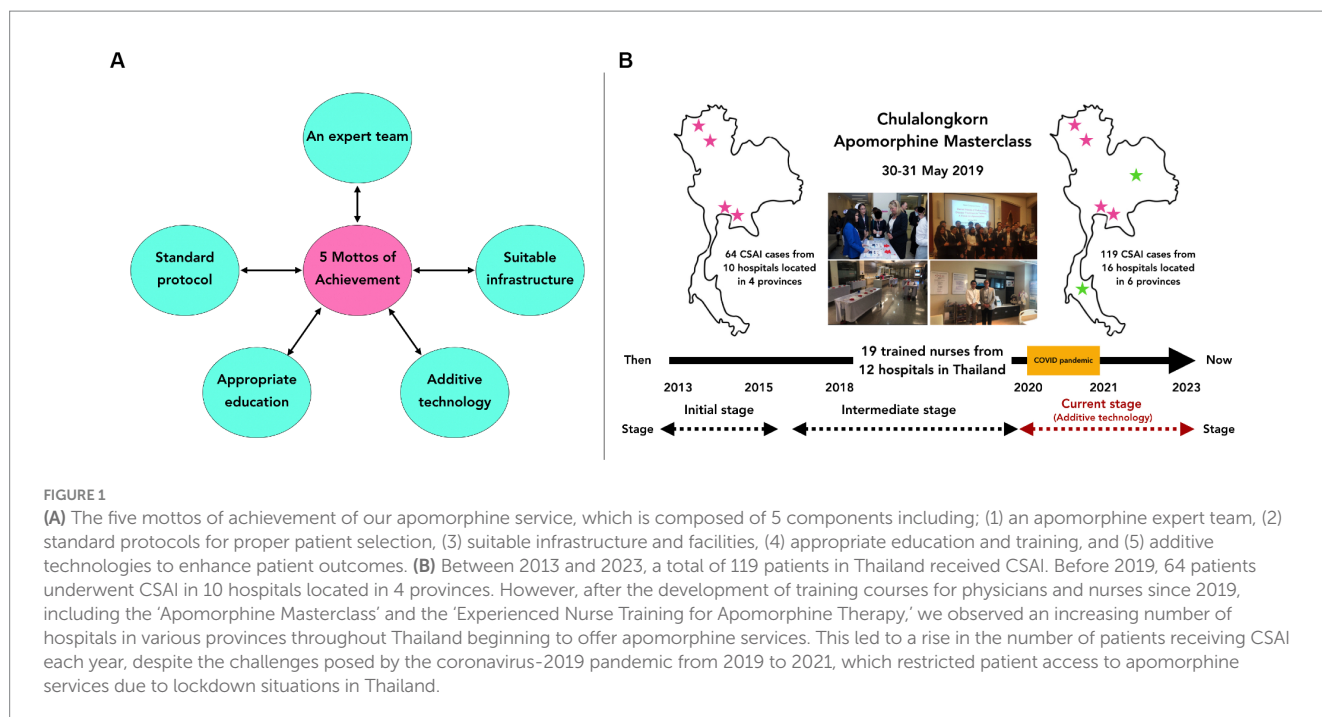 A
An expert team
Standard
protocol
5 Mottos of
Achievement
Suitable
infrastructure
Appropriate
education
Additive
technology
B
Chulalongkorn
Apomorphine Masterclass
30-31 May 2019
64 CSAI cases from
10 hospitals located
in 4 provinces
119 CSAI cases from
16 hospitals located
in 6 provinces
Then
19 trained nurses from
12 hospitals in Thailand
COVID pandemic
Now
2013
2015
2018
2020
2021
2023
Stage
Initial stage
Intermediate stage
Current stage
(Additive technology)
Stage
FIGURE 1
(A) The five mottos of achievement of our apomorphine service, which is composed of 5 components including; (1) an apomorphine expert team, (2)
standard protocols for proper patient selection, (3) suitable infrastructure and facilities, (4) appropriate education and training, and (5) additive
technologies to enhance patient outcomes. (B) Between 2013 and 2023, a total of 119 patients in Thailand received CSAI. Before 2019, 64 patients
underwent CSAI in 10 hospitals located in 4 provinces. However, after the development of training courses for physicians and nurses since 2019,
including the ‘Apomorphine Masterclass’ and the ‘Experienced Nurse Training for Apomorphine Therapy,’ we observed an increasing number of
hospitals in various provinces throughout Thailand beginning to offer apomorphine services. This led to a rise in the number of patients receiving CSAI
each year, despite the challenges posed by the coronavirus-2019 pandemic from 2019 to 2021, which restricted patient access to apomorphine
services due to lockdown situations in Thailand.